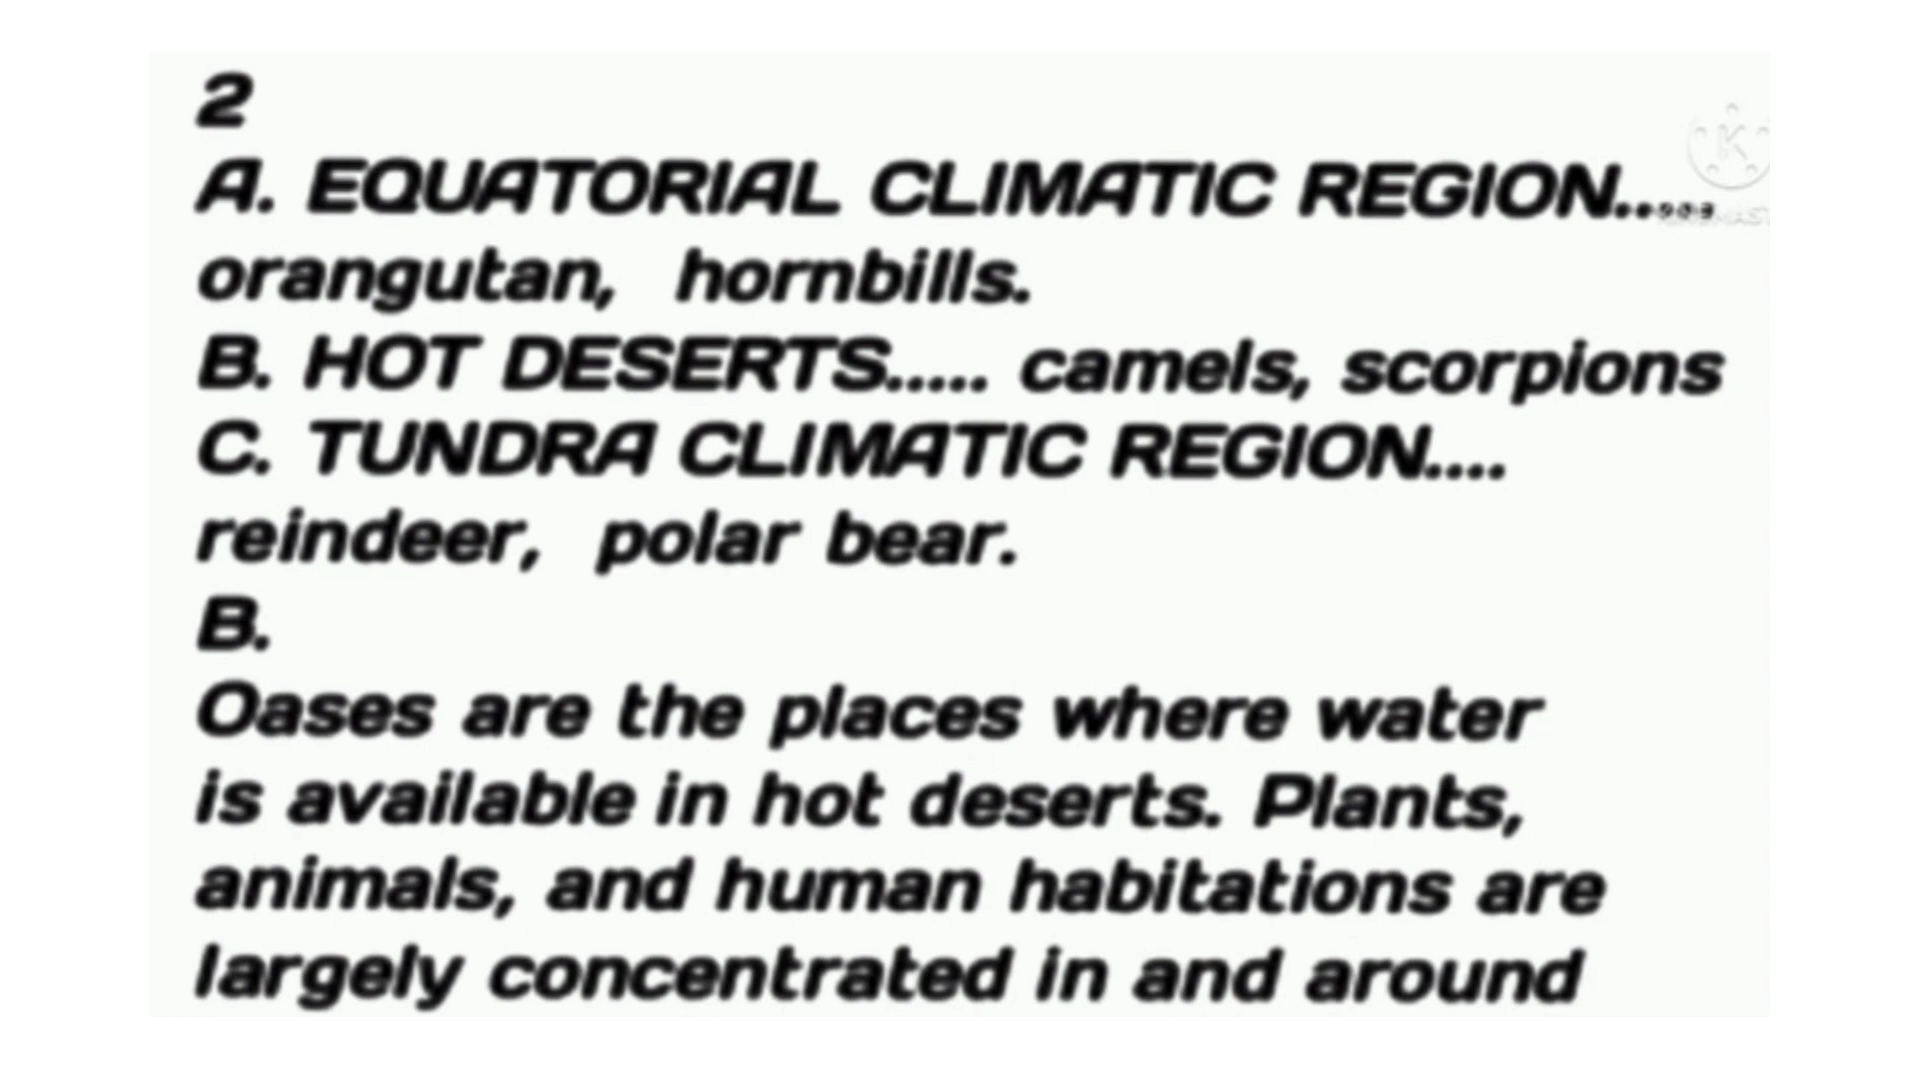 2
A. EQUATORIAL CLIMATIC REGION.....
orangutan, hornbills.
B. HOT DESERTS..... camels, scorpions
C. TUNDRA CLIMATIC REGION....
reindeer, polar bear.
B.
Oases are the places where water
is available in hot deserts. Plants,
animals, and human habitations are
largely concentrated in and around